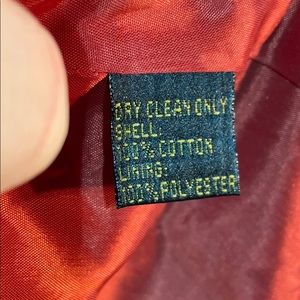 DRY CLEAN ONLY
SHELL:
100% COTTON
LINING:
100% POLYESTER